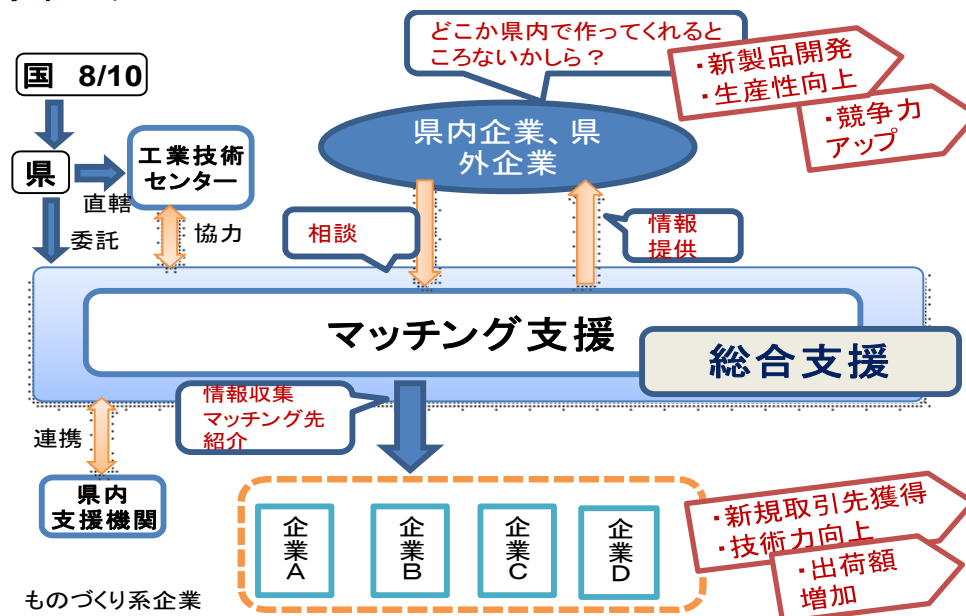 どこか県内で作ってくれると
ころないかしら？
・新製品開発
・生産性向上
・競争力
アップ
国 8/10
県
直轄
委託
工業技術
センター
協力
県内企業、県
外企業
相談
情報
提供
マッチング支援
総合支援
情報収集
マッチング先
紹介
連携
県内
支援機関
企業A
企業B
企業C
企業D
・新規取引先獲得
・技術力向上
・出荷額
増加
ものづくり系企業